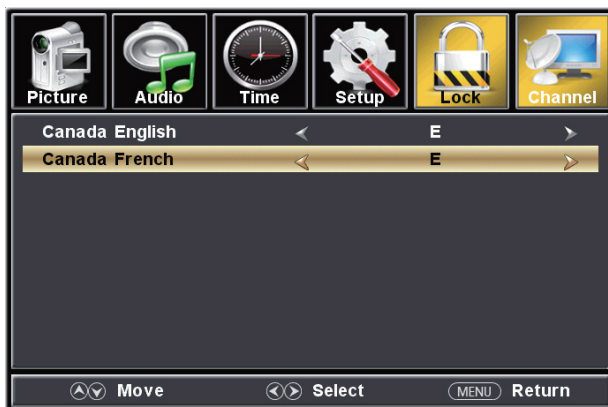 Picture Audio Time Setup Lock Channel
Canada English E
Canada French E
Move Select MENU Return